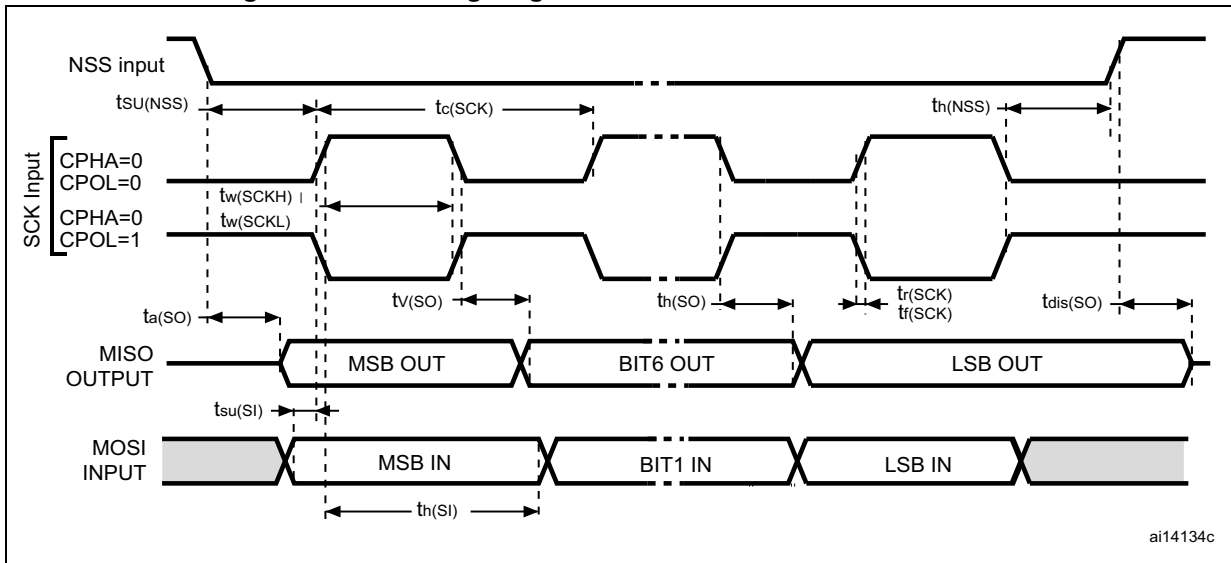 NSS input
tSU(NSS)
tc(SCK)
th(NSS)
SCK Input
CPHA=0
CPOL=0
tw(SCKH)
CPHA=0
tw(SCKL)
CPOL=1
tV(SO)
th(SO)
tr(SCK)
tf(SCK)
tdis(SO)
ta(SO)
MISO
OUTPUT
MSB OUT
BIT6 OUT
LSB OUT
tsu(SI)
MOSI
INPUT
MSB IN
BIT1 IN
LSB IN
th(SI)
ai14134c